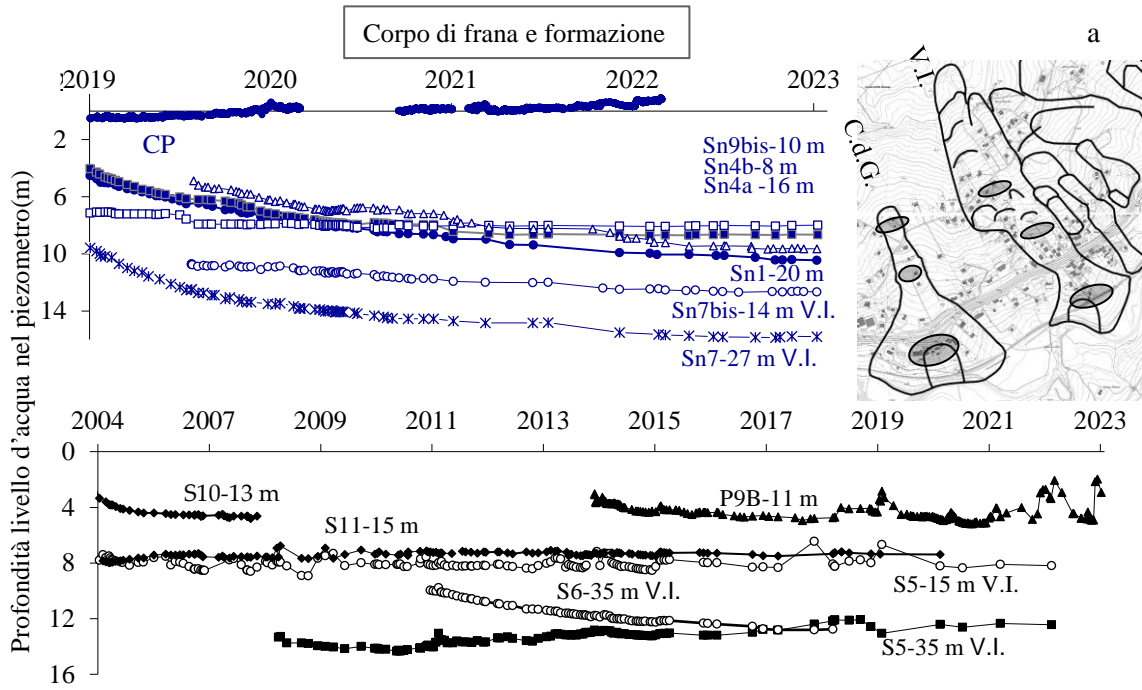 Corpo di frana e formazione
a
2019 2020 2021 2022 2023
2
6
10
14
CP
Sn9bis-10 m
Sn4b-8 m
Sn4a -16 m
Sn1-20 m
Sn7bis-14 m V.I.
Sn7-27 m V.I.
V.I.
C.d.G.
Profondità livello d’acqua nel piezometro(m)
2004 2007 2009 2011 2013 2015 2017 2019 2021 2023
0
4
8
12
16
S10-13 m
P9B-11 m
S11-15 m
S6-35 m V.I.
S5-15 m V.I.
S5-35 m V.I.